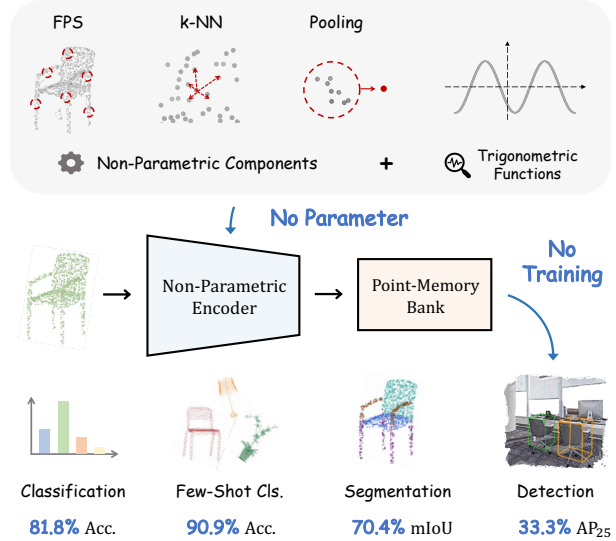 FPS
k-NN
Pooling
Non-Parametric Components
+
Trigonometric
Functions
No Parameter
No
Training
Non-Parametric
Encoder
Point-Memory
Bank
Classification
Few-Shot Cls.
Segmentation
Detection
81.8% Acc.
90.9% Acc.
70.4% mIoU
33.3% AP₂₅